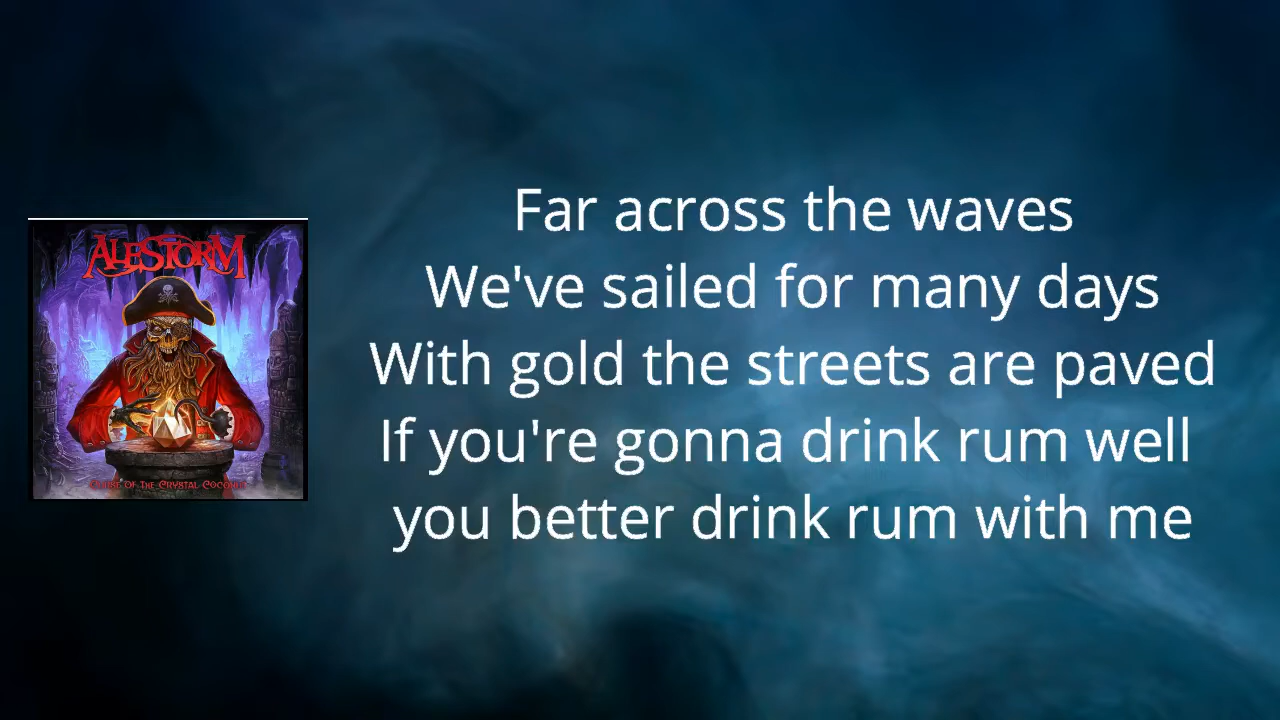 ALESTORM
CURSE OF THE CRYSTAL COCONUT
Far across the waves
We've sailed for many days
With gold the streets are paved
If you're gonna drink rum well
you better drink rum with me